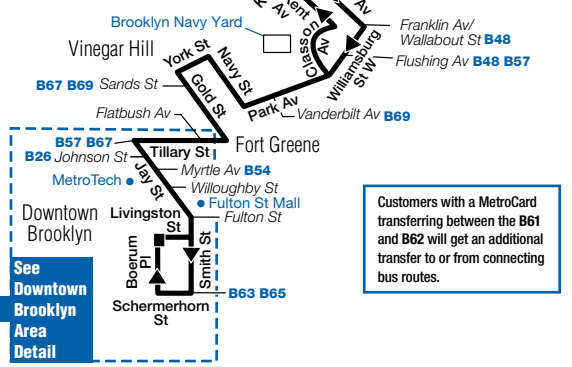 K
Av
ent
Av
Brooklyn Navy Yard
Classon
Av
Franklin Av/
Wallabout St B48
Williamsburg
St W
Flushing Av B48 B57
Vinegar Hill
York St
Navy St
B67 B69 Sands St
Gold St
Park Av
Vanderbilt Av B69
Flatbush Av
Fort Greene
B57 B67
Tillary St
B26 Johnson St
Jay St
Myrtle Av B54
MetroTech
Willoughby St
Fulton St Mall
Downtown
Brooklyn
Livingston
St
Fulton St
Boerum
Pl
Smith St
B63 B65
Schermerhorn
St
See
Downtown
Brooklyn
Area
Detail
Customers with a MetroCard
transferring between the B61
and B62 will get an additional
transfer to or from connecting
bus routes.